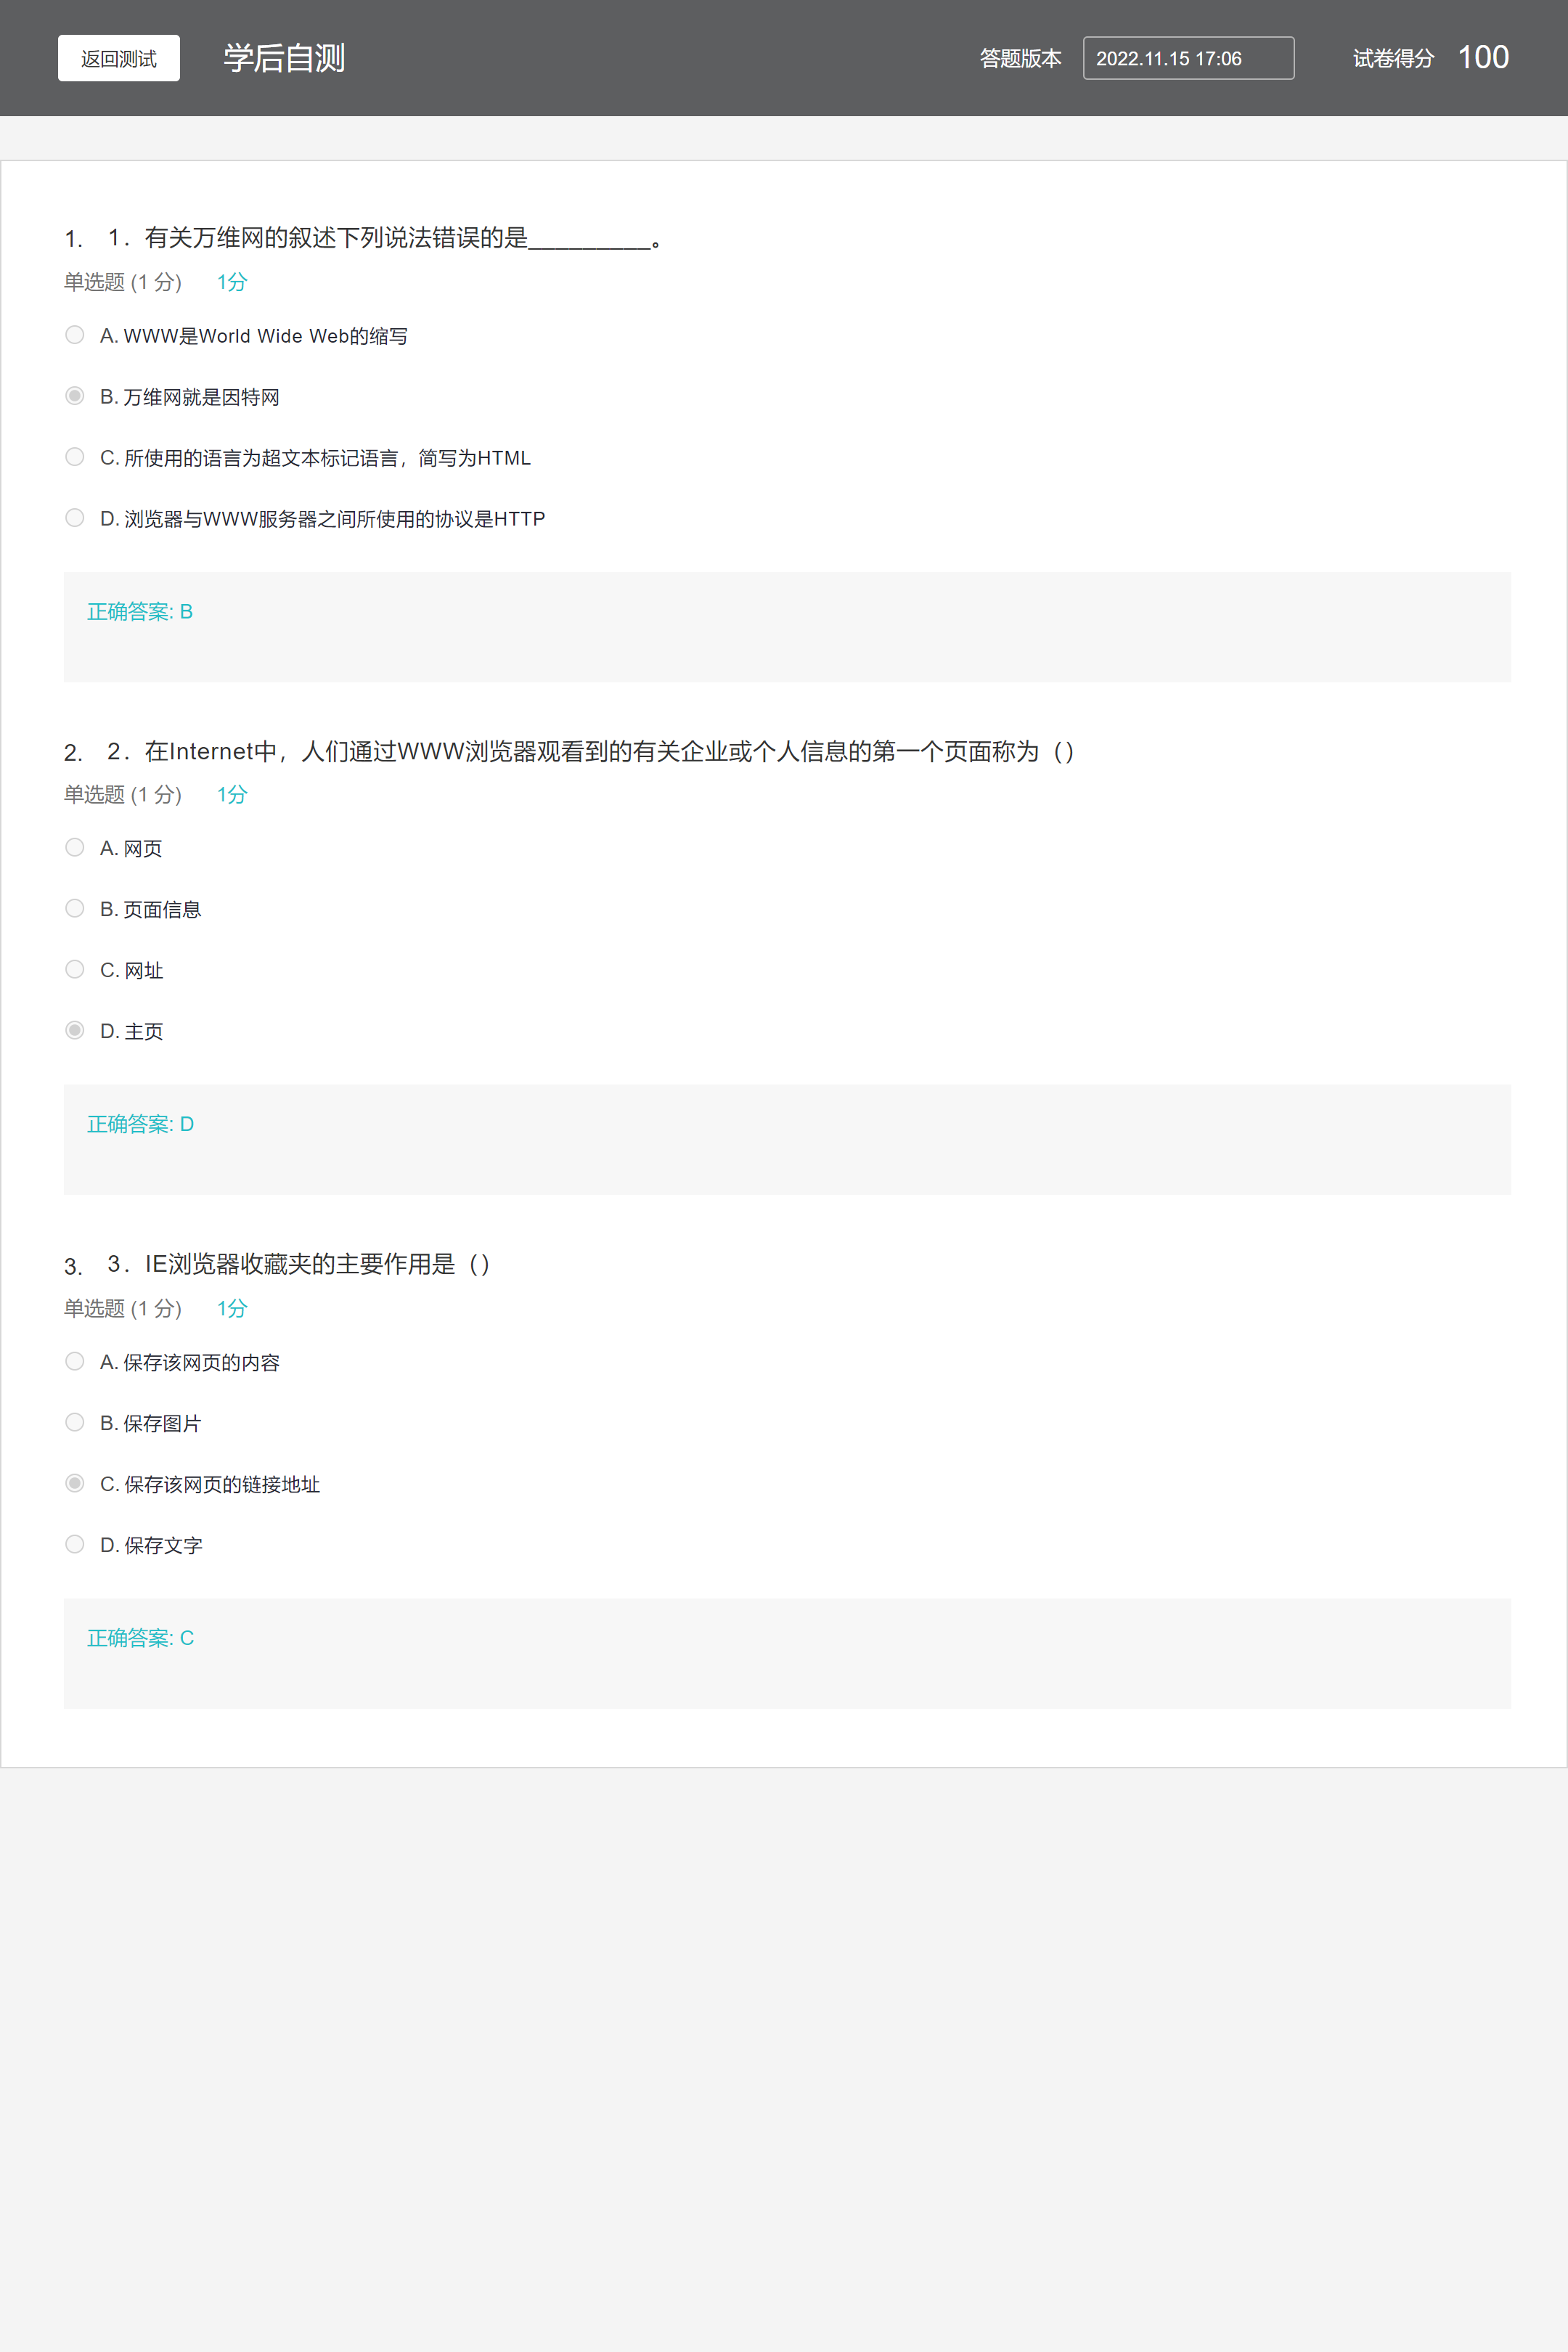 返回测试 学后自测 答题版本 2022.11.15 17:06 试卷得分 100
1. 1．有关万维网的叙述下列说法错误的是_________。
单选题 (1 分) 1分
A. WWW是World Wide Web的缩写
B. 万维网就是因特网
C. 所使用的语言为超文本标记语言，简写为HTML
D. 浏览器与WWW服务器之间所使用的协议是HTTP
正确答案: B
2. 2．在Internet中，人们通过WWW浏览器观看到的有关企业或个人信息的第一个页面称为（）
单选题 (1 分) 1分
A. 网页
B. 页面信息
C. 网址
D. 主页
正确答案: D
3. 3．IE浏览器收藏夹的主要作用是（）
单选题 (1 分) 1分
A. 保存该网页的内容
B. 保存图片
C. 保存该网页的链接地址
D. 保存文字
正确答案: C